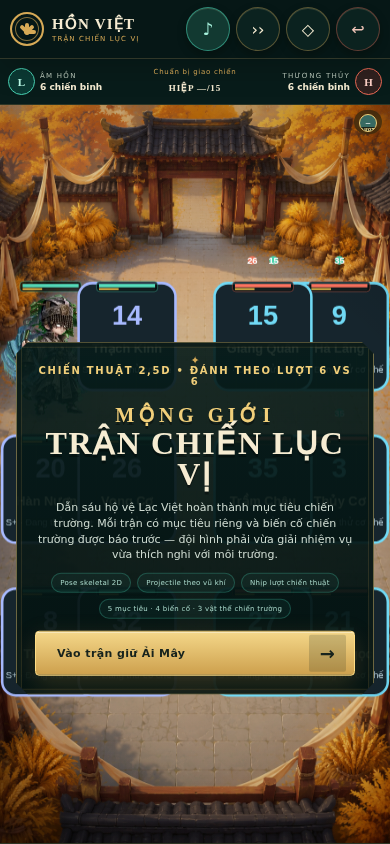 HỒN VIỆT
TRẬN CHIẾN LỤC VỊ
♪ ›› ◇ ↩
L
ÂM HỒN
6 chiến binh
Chuẩn bị giao chiến
HIỆP —/15
THƯƠNG THỦY
6 chiến binh
H
26 15 35
14 15 9
CHIẾN THUẬT 2,5D • ĐÁNH THEO LƯỢT 6 VS
6
MỘNG GIỚI
TRẬN CHIẾN LỤC
VỊ
Dẫn sáu hộ vệ Lạc Việt hoàn thành mục tiêu chiến
trường. Mỗi trận có mục tiêu riêng và biến cố chiến
trường được báo trước — đội hình phải vừa giải nhiệm vụ
vừa thích nghi với môi trường.
Pose skeletal 2D
Projectile theo vũ khí
Nhịp lượt chiến thuật
5 mục tiêu · 4 biến cố · 3 vật thể chiến trường
Vào trận giữ Ải Mây →